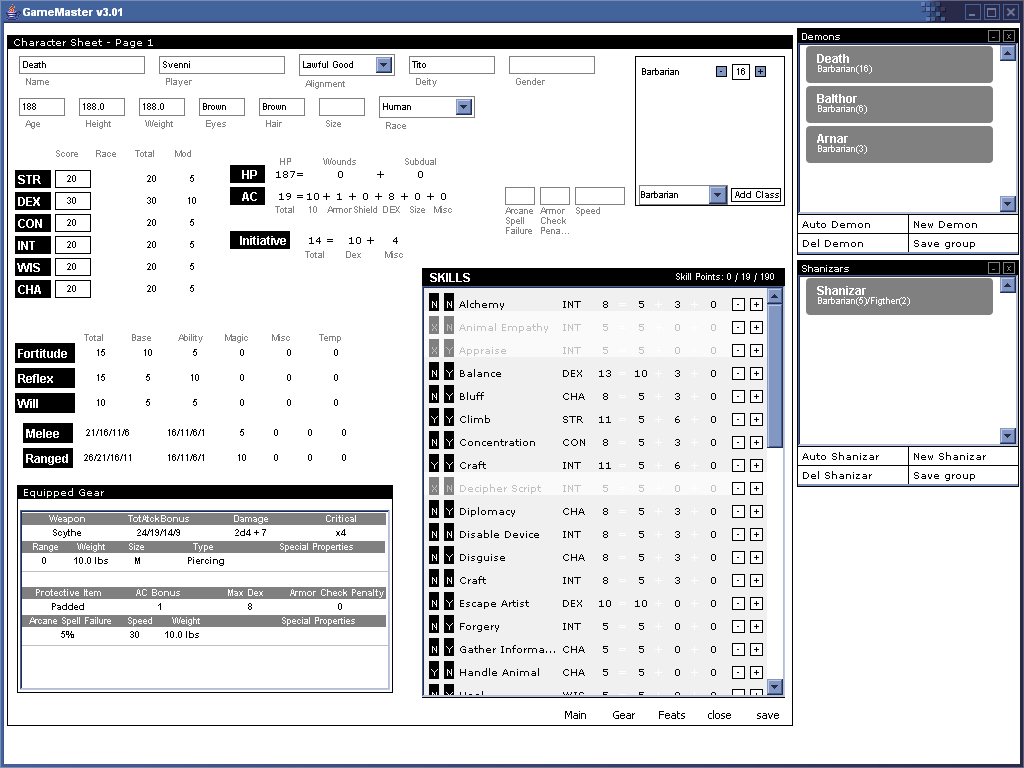 GameMaster v3.01
Character Sheet - Page 1
Death Svenni Lawful Good Tito
Name Player Alignment Deity Gender
188 188.0 188.0 Brown Brown Human
Age Height Weight Eyes Hair Size Race
Barbarian - 16 +
Barbarian Add Class
Score Race Total Mod
STR 20 20 5
DEX 30 30 10
CON 20 20 5
INT 20 20 5
WIS 20 20 5
CHA 20 20 5
HP Wounds Subdual
HP 187= 0 + 0
AC 19 = 10 + 1 + 0 + 8 + 0 + 0
Total 10 Armor Shield DEX Size Misc
Initiative 14 = 10 + 4
Total Dex Misc
Arcane Spell Failure
Armor Check Pena...
Speed
Total Base Ability Magic Misc Temp
Fortitude 15 10 5 0 0 0
Reflex 15 5 10 0 0 0
Will 10 5 5 0 0 0
Melee 21/16/11/6 16/11/6/1 5 0 0 0
Ranged 26/21/16/11 16/11/6/1 10 0 0 0
Equipped Gear
Weapon TotAtckBonus Damage Critical
Scythe 24/19/14/9 2d4 + 7 x4
Range Weight Size Type Special Properties
0 10.0 lbs M Piercing
Protective Item AC Bonus Max Dex Armor Check Penalty
Padded 1 8 0
Arcane Spell Failure Speed Weight Special Properties
5% 30 10.0 lbs
SKILLS Skill Points: 0 / 19 / 190
N N Alchemy INT 8 = 5 + 3 + 0 - +
X N Animal Empathy INT 5 = 5 + 0 + 0 - +
X Y Appraise INT 5 = 5 + 0 + 0 - +
N Y Balance DEX 13 = 10 + 3 + 0 - +
N Y Bluff CHA 8 = 5 + 3 + 0 - +
Y Y Climb STR 11 = 5 + 6 + 0 - +
N Y Concentration CON 8 = 5 + 3 + 0 - +
Y Y Craft INT 11 = 5 + 6 + 0 - +
X N Decipher Script INT 5 = 5 + 0 + 0 - +
N Y Diplomacy CHA 8 = 5 + 3 + 0 - +
N N Disable Device INT 8 = 5 + 3 + 0 - +
N Y Disguise CHA 8 = 5 + 3 + 0 - +
N N Craft INT 8 = 5 + 3 + 0 - +
N Y Escape Artist DEX 10 = 10 + 0 + 0 - +
N Y Forgery INT 5 = 5 + 0 + 0 - +
N Y Gather Informa... CHA 5 = 5 + 0 + 0 - +
Y N Handle Animal CHA 5 = 5 + 0 + 0 - +
Main Gear Feats close save
Demons
Death
Barbarian(16)
Balthor
Barbarian(6)
Arnar
Barbarian(3)
Auto Demon New Demon
Del Demon Save group
Shanizars
Shanizar
Barbarian(5)/Figther(2)
Auto Shanizar New Shanizar
Del Shanizar Save group